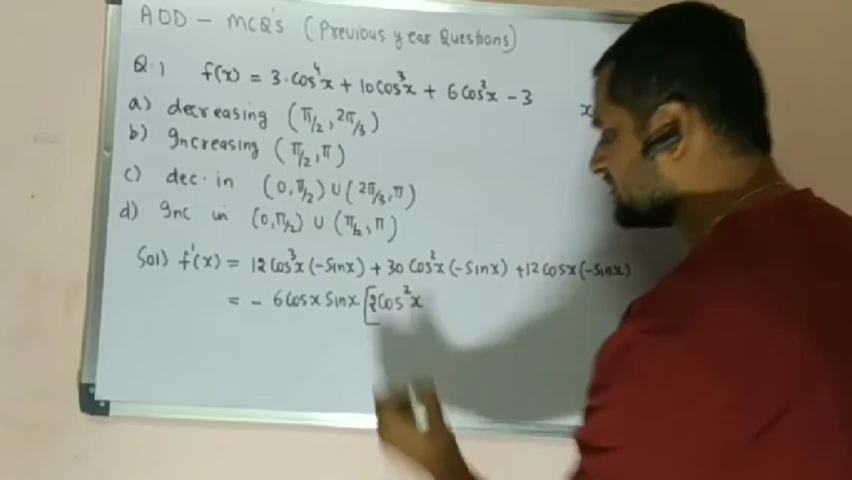 AOD - MCQ's (Previous year Questions)
Q.1 f(x) = 3·cos⁴x + 10cos³x + 6cos²x - 3 x
a) decreasing (π/2, 2π/3)
b) Increasing (π/2, π)
c) dec. in (0, π/2) ∪ (2π/3, π)
d) Inc in (0, π/2) ∪ (π/2, π)
Sol) f'(x) = 12cos³x(-sinx) + 30cos²x(-sinx) + 12cosx(-sinx)
= - 6cosx sinx [2cos²x